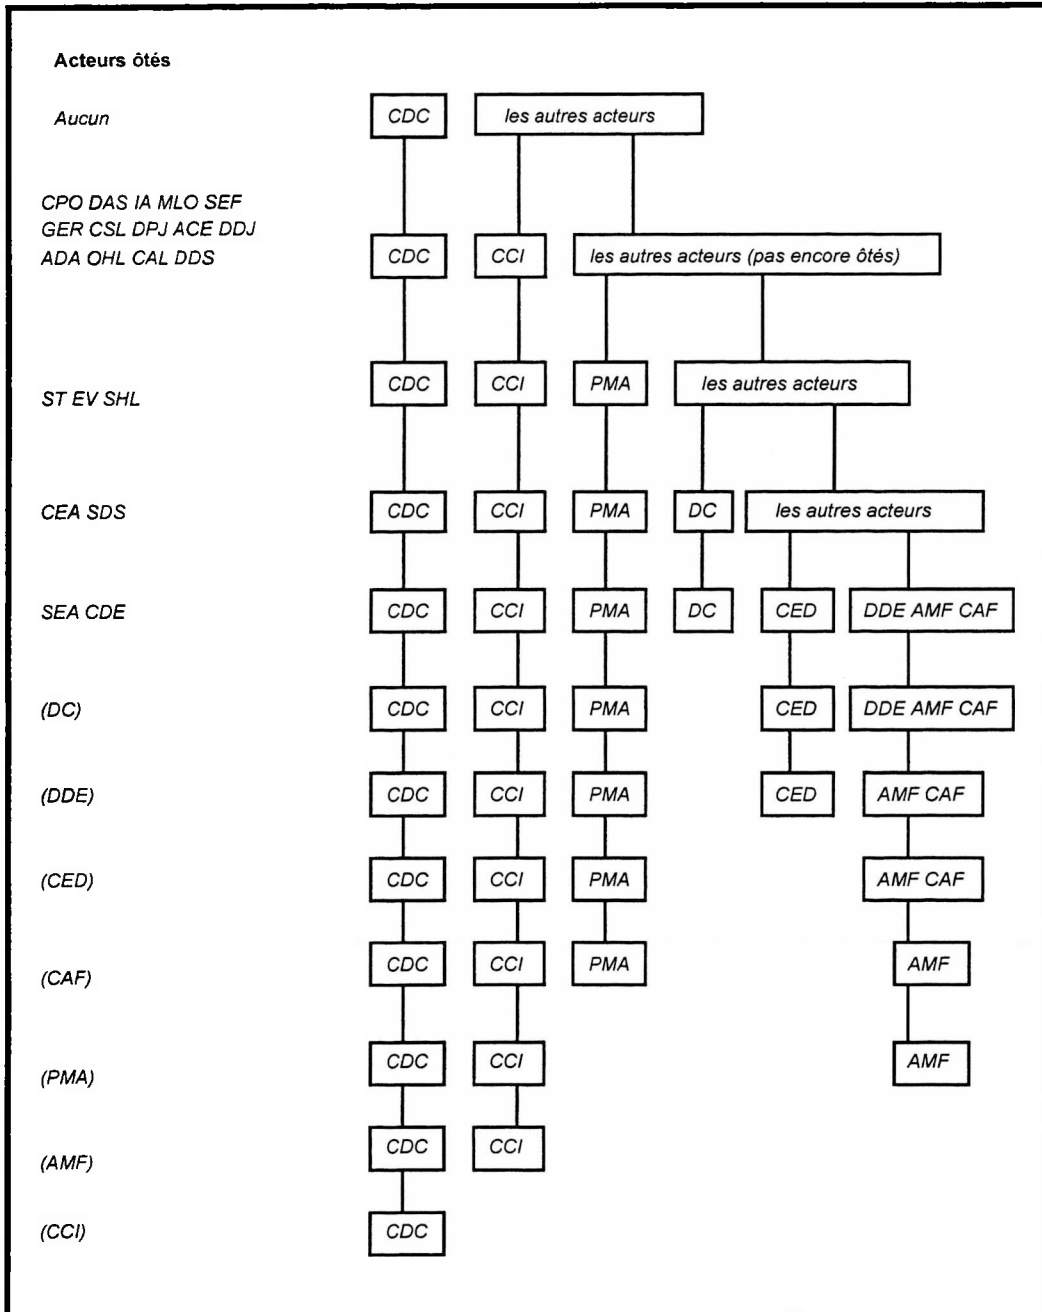 Acteurs ôtés
Aucun CDC les autres acteurs
CPO DAS IA MLO SEF
GER CSL DPJ ACE DDJ
ADA OHL CAL DDS CDC CCI les autres acteurs (pas encore ôtés)
ST EV SHL CDC CCI PMA les autres acteurs
CEA SDS CDC CCI PMA DC les autres acteurs
SEA CDE CDC CCI PMA DC CED DDE AMF CAF
(DC) CDC CCI PMA CED DDE AMF CAF
(DDE) CDC CCI PMA CED AMF CAF
(CED) CDC CCI PMA AMF CAF
(CAF) CDC CCI PMA AMF
(PMA) CDC CCI AMF
(AMF) CDC CCI
(CCI) CDC